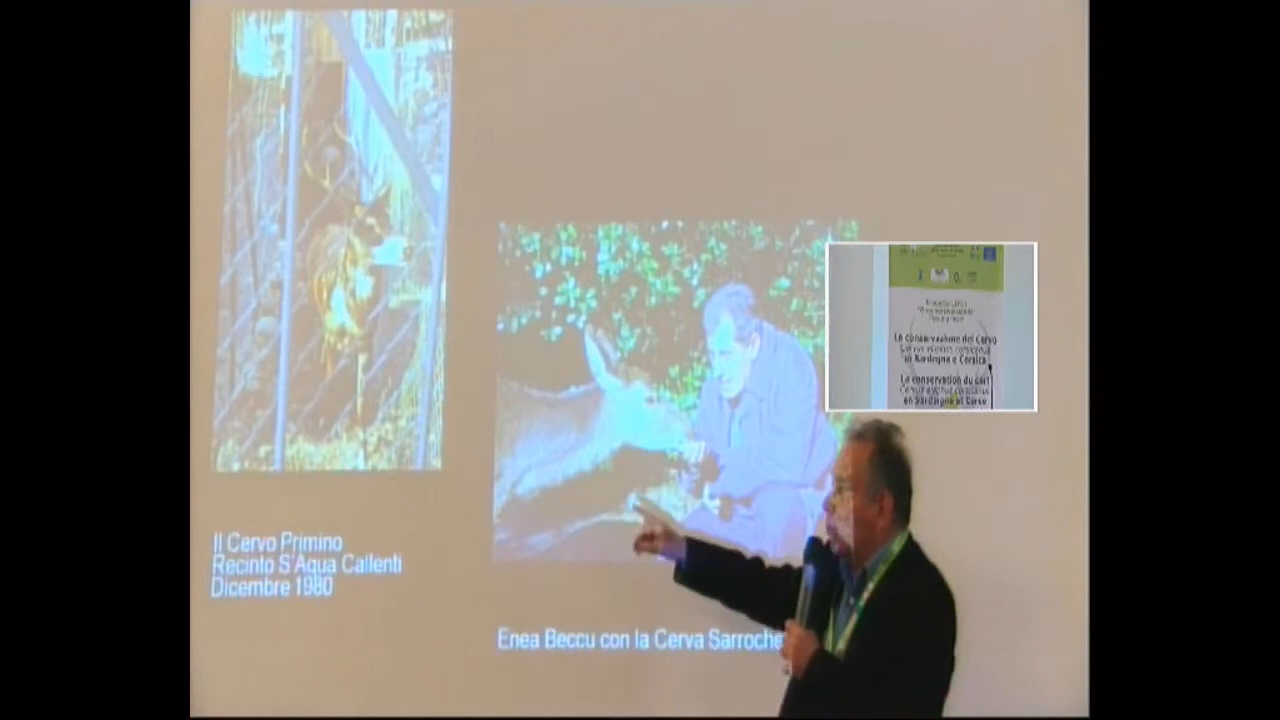 Il Cervo Primino
Recinto S'Aqua Callenti
Dicembre 1980
Enea Beccu con la Cerva Sarroche
La conservazione del Cervo
in Sardegna e Corsica
La conservation du cerf
en Sardaigne et Corse